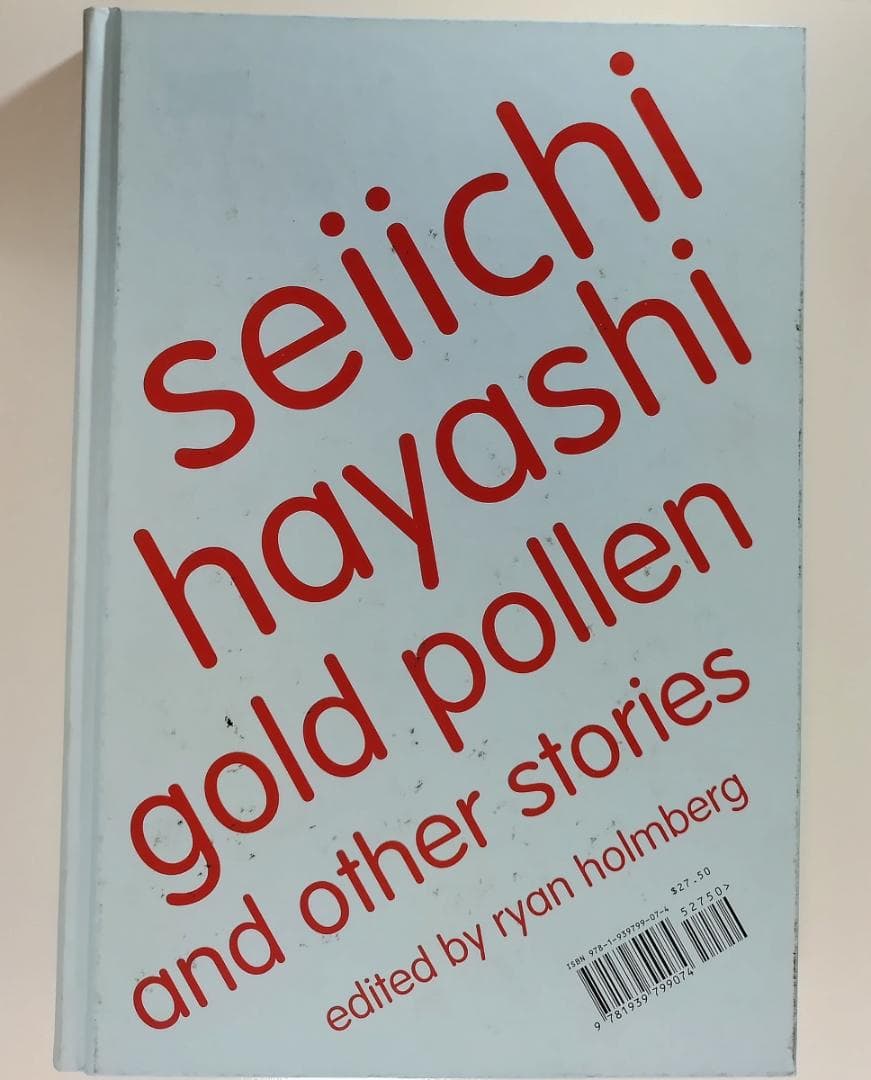 seiichi
hayashi
gold pollen
and other stories
edited by ryan holmberg
ISBN 978-1-939799-07-4 $27.50
52750>
9 781939 799074